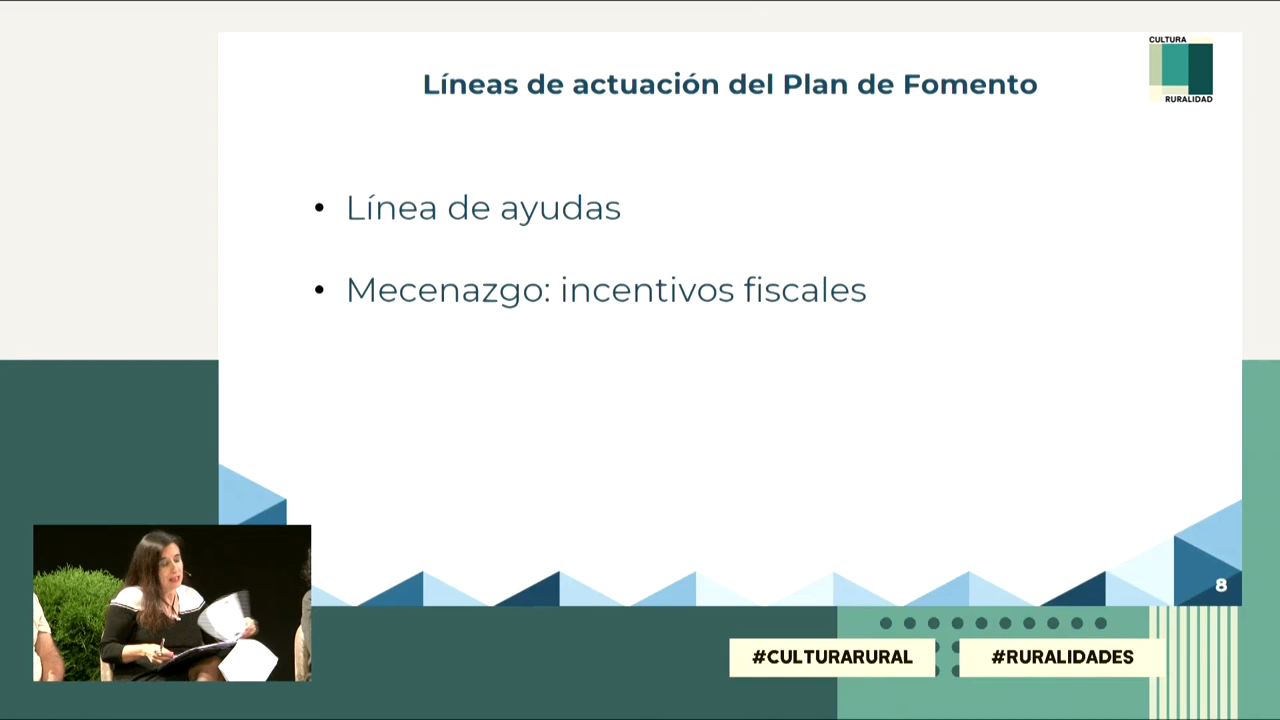 CULTURA
RURALIDAD
Líneas de actuación del Plan de Fomento
• Línea de ayudas
• Mecenazgo: incentivos fiscales
8
#CULTURARURAL
#RURALIDADES